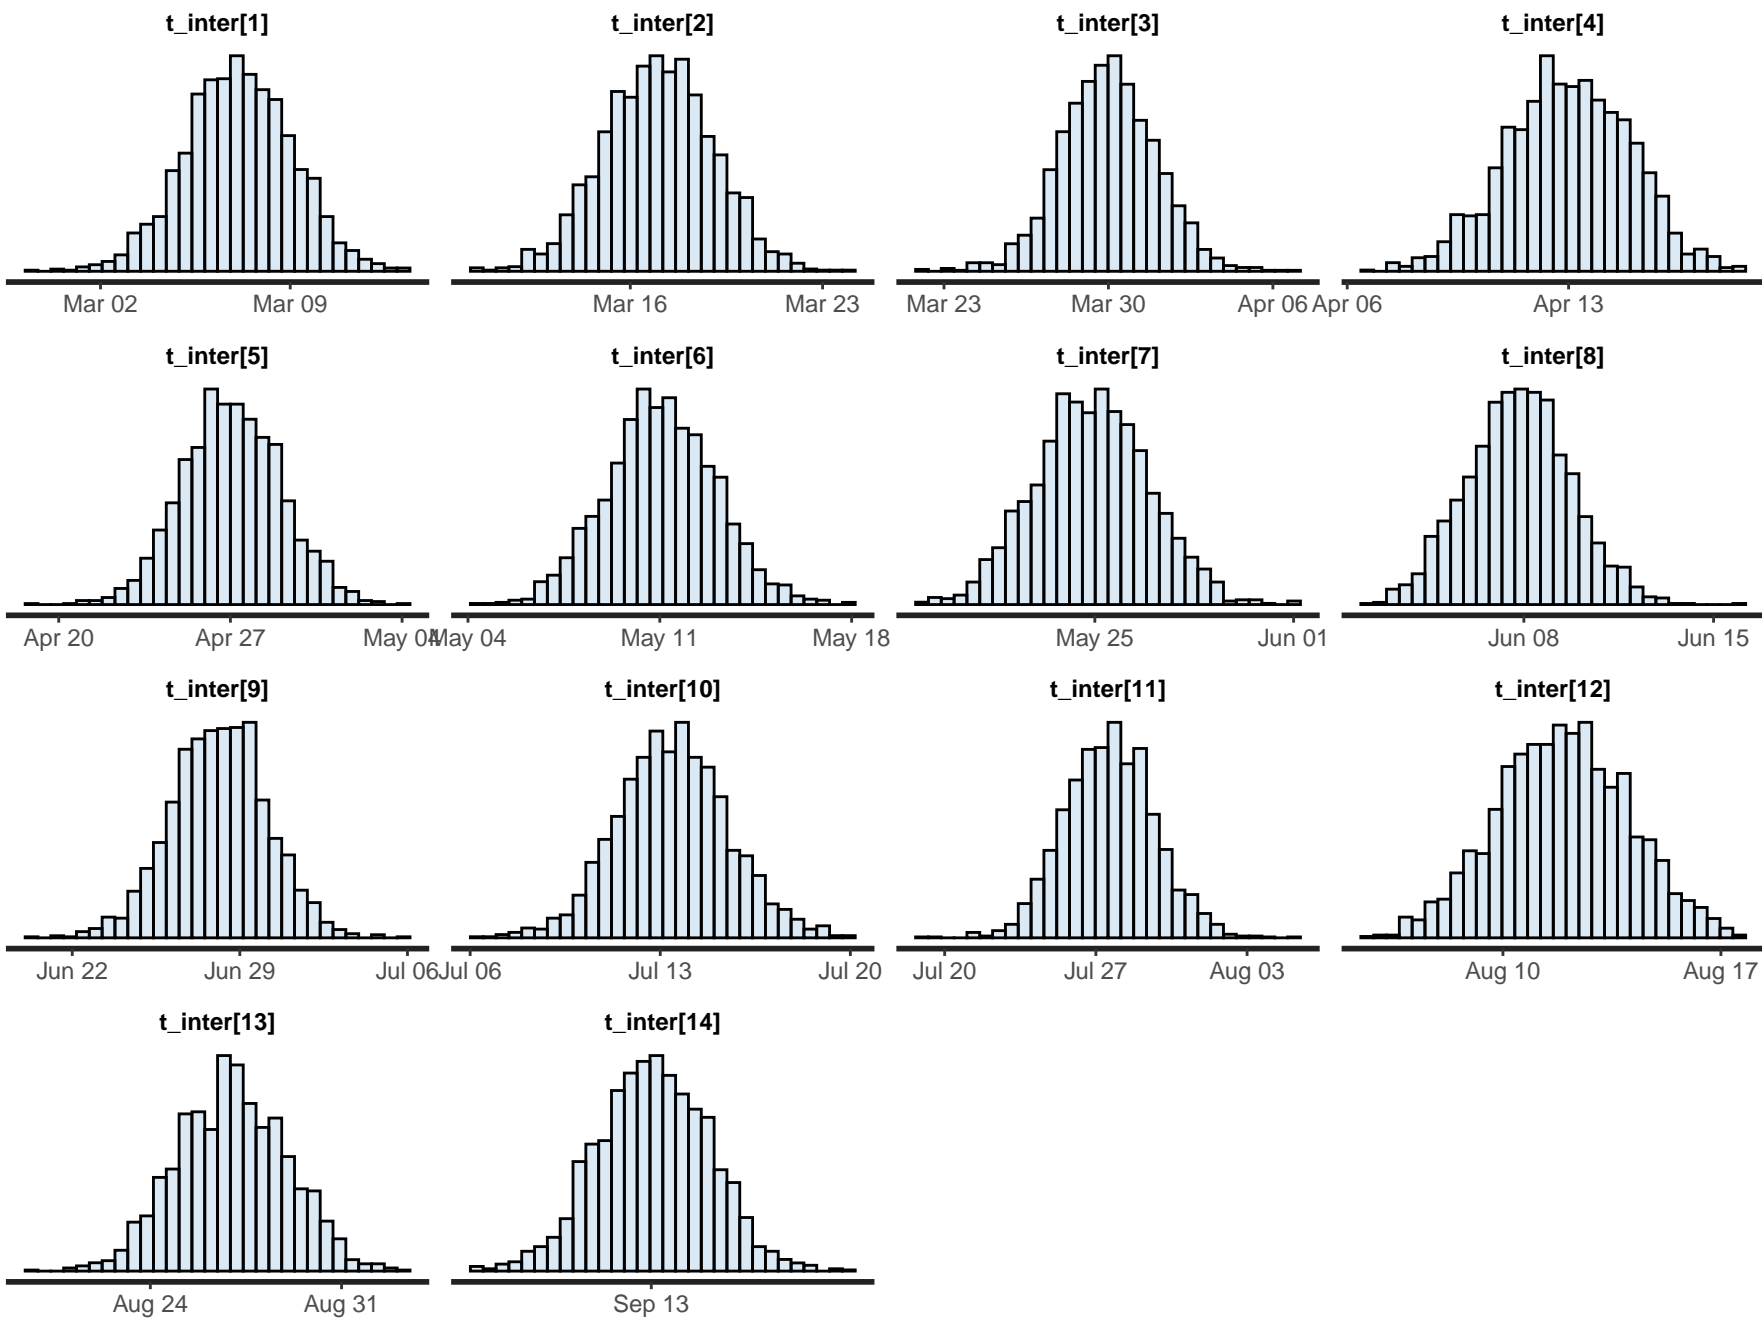 t_inter[1] t_inter[2] t_inter[3] t_inter[4]
Mar 02 Mar 09 Mar 16 Mar 23 Mar 23 Mar 30 Apr 06 Apr 06 Apr 13
t_inter[5] t_inter[6] t_inter[7] t_inter[8]
Apr 20 Apr 27 May 04 May 04 May 11 May 18 May 25 Jun 01 Jun 08 Jun 15
t_inter[9] t_inter[10] t_inter[11] t_inter[12]
Jun 22 Jun 29 Jul 06 Jul 06 Jul 13 Jul 20 Jul 20 Jul 27 Aug 03 Aug 10 Aug 17
t_inter[13] t_inter[14]
Aug 24 Aug 31 Sep 13